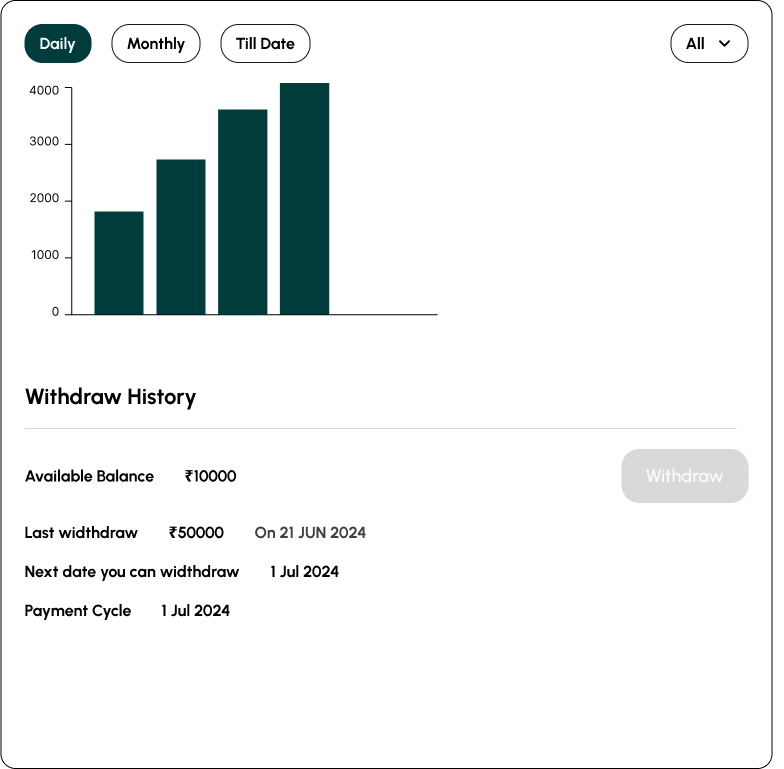 Daily Monthly Till Date All
4000
3000
2000
1000
0
Withdraw History
Available Balance ₹10000 Withdraw
Last widthdraw ₹50000 On 21 JUN 2024
Next date you can widthdraw 1 Jul 2024
Payment Cycle 1 Jul 2024